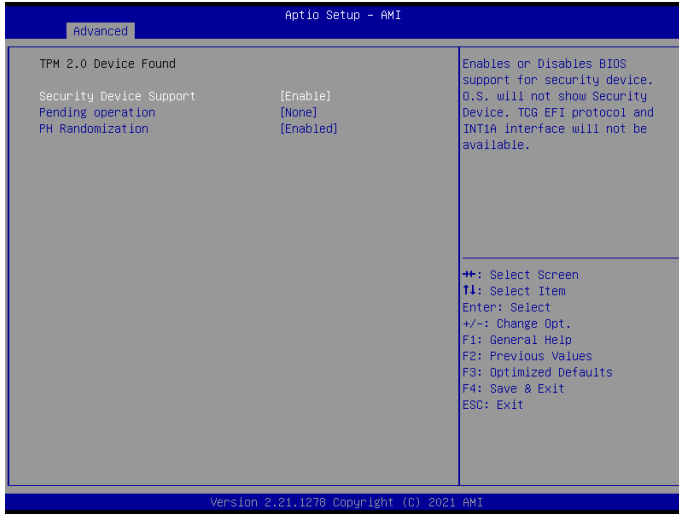 Aptio Setup – AMI
Advanced
TPM 2.0 Device Found
Security Device Support [Enable]
Pending operation [None]
PH Randomization [Enabled]
Enables or Disables BIOS
support for security device.
O.S. will not show Security
Device. TCG EFI protocol and
INT1A interface will not be
available.
→←: Select Screen
↑↓: Select Item
Enter: Select
+/-: Change Opt.
F1: General Help
F2: Previous Values
F3: Optimized Defaults
F4: Save & Exit
ESC: Exit
Version 2.21.1278 Copyright (C) 2021 AMI